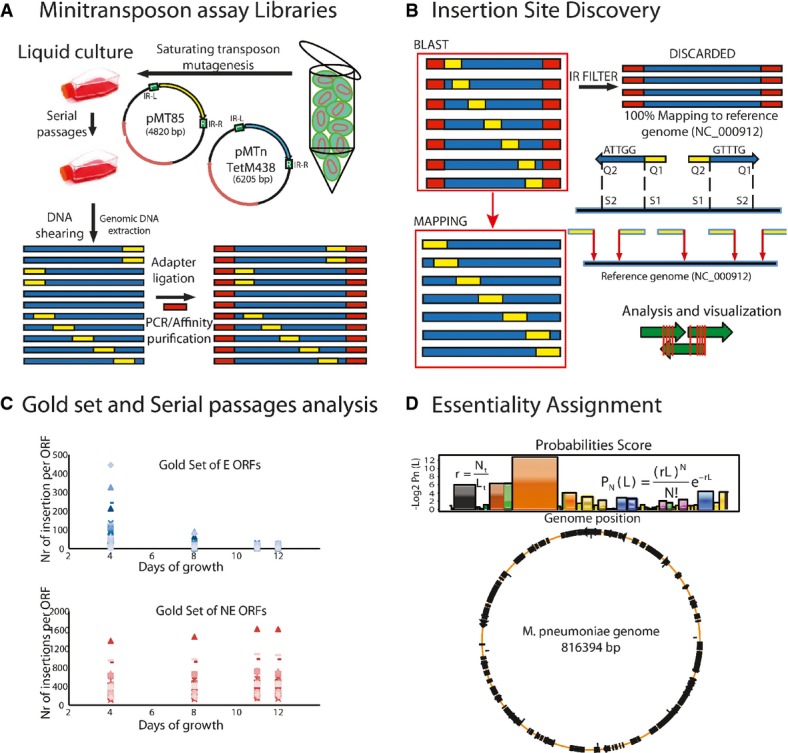 A Minitransposon assay Libraries
Liquid culture
Saturating transposon
mutagenesis
Serial
passages
IR-L
pMT85
(4820 bp)
IR-R
IR-L
pMTn
TetM438
(6205 bp)
IR-R
DNA
shearing
Genomic DNA
extraction
Adapter
ligation
PCR/Affinity
purification
B Insertion Site Discovery
BLAST
IR FILTER
DISCARDED
100% Mapping to reference
genome (NC_000912)
ATTGG
GTTTG
Q2 Q1 Q2 Q1
S2 S1 S1 S2
MAPPING
Reference genome (NC_000912)
Analysis and visualization
C Gold set and Serial passages analysis
Gold Set of E ORFs
Nr of insertion per ORF
500
400
300
200
100
0
2 4 6 8 10 12
Days of growth
Gold Set of NE ORFs
Nr of insertions per ORF
2000
1600
1200
800
400
0
2 4 6 8 10 12
Days of growth
D Essentiality Assignment
Probabilities Score
-Log2 Pn (L)
12
10
8
6
4
2
0
r = Nt / Lt
PN (L) = (rL)^N / N! e^-rL
Genome position
M. pneumoniae genome
816394 bp